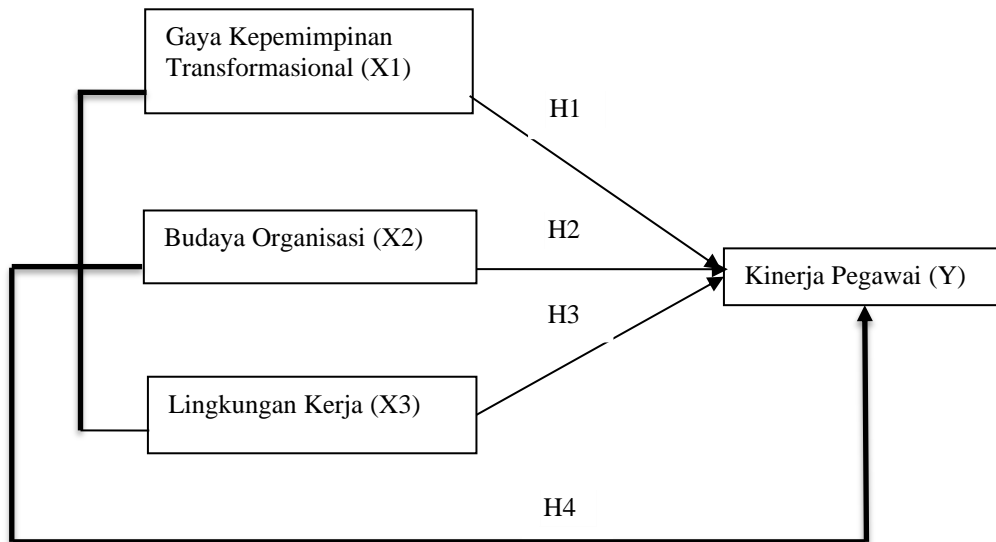 Gaya Kepemimpinan
Transformasional (X1)
H1
Budaya Organisasi (X2)
H2
Kinerja Pegawai (Y)
H3
Lingkungan Kerja (X3)
H4